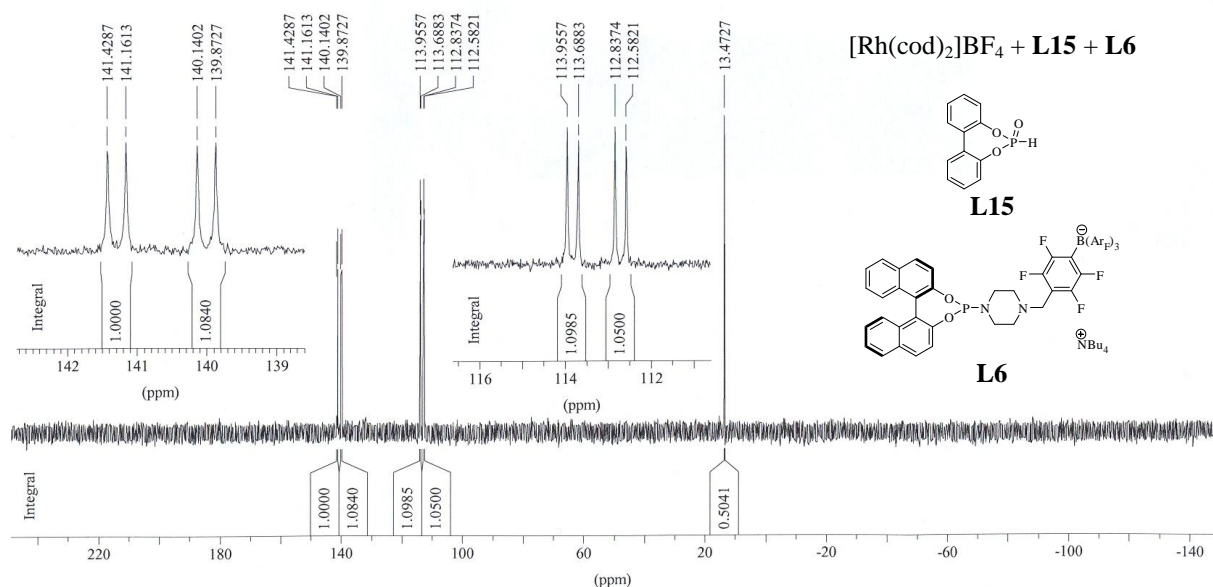 141.4287
141.1613
140.1402
139.8727
141.4287
141.1613
140.1402
139.8727
113.9557
113.6883
112.8374
112.5821
113.9557
113.6883
112.8374
112.5821
13.4727
[Rh(cod)2]BF4 + L15 + L6
O
O
P
H
O
L15
Integral
1.0000
1.0840
142
141
140
139
(ppm)
Integral
1.0985
1.0500
116
114
112
(ppm)
⊖
B(ArF)3
F
F
F
F
O
P
N
N
O
⊕
NBu4
L6
Integral
1.0000
1.0840
1.0985
1.0500
0.5041
220
180
140
100
60
20
-20
-60
-100
-140
(ppm)